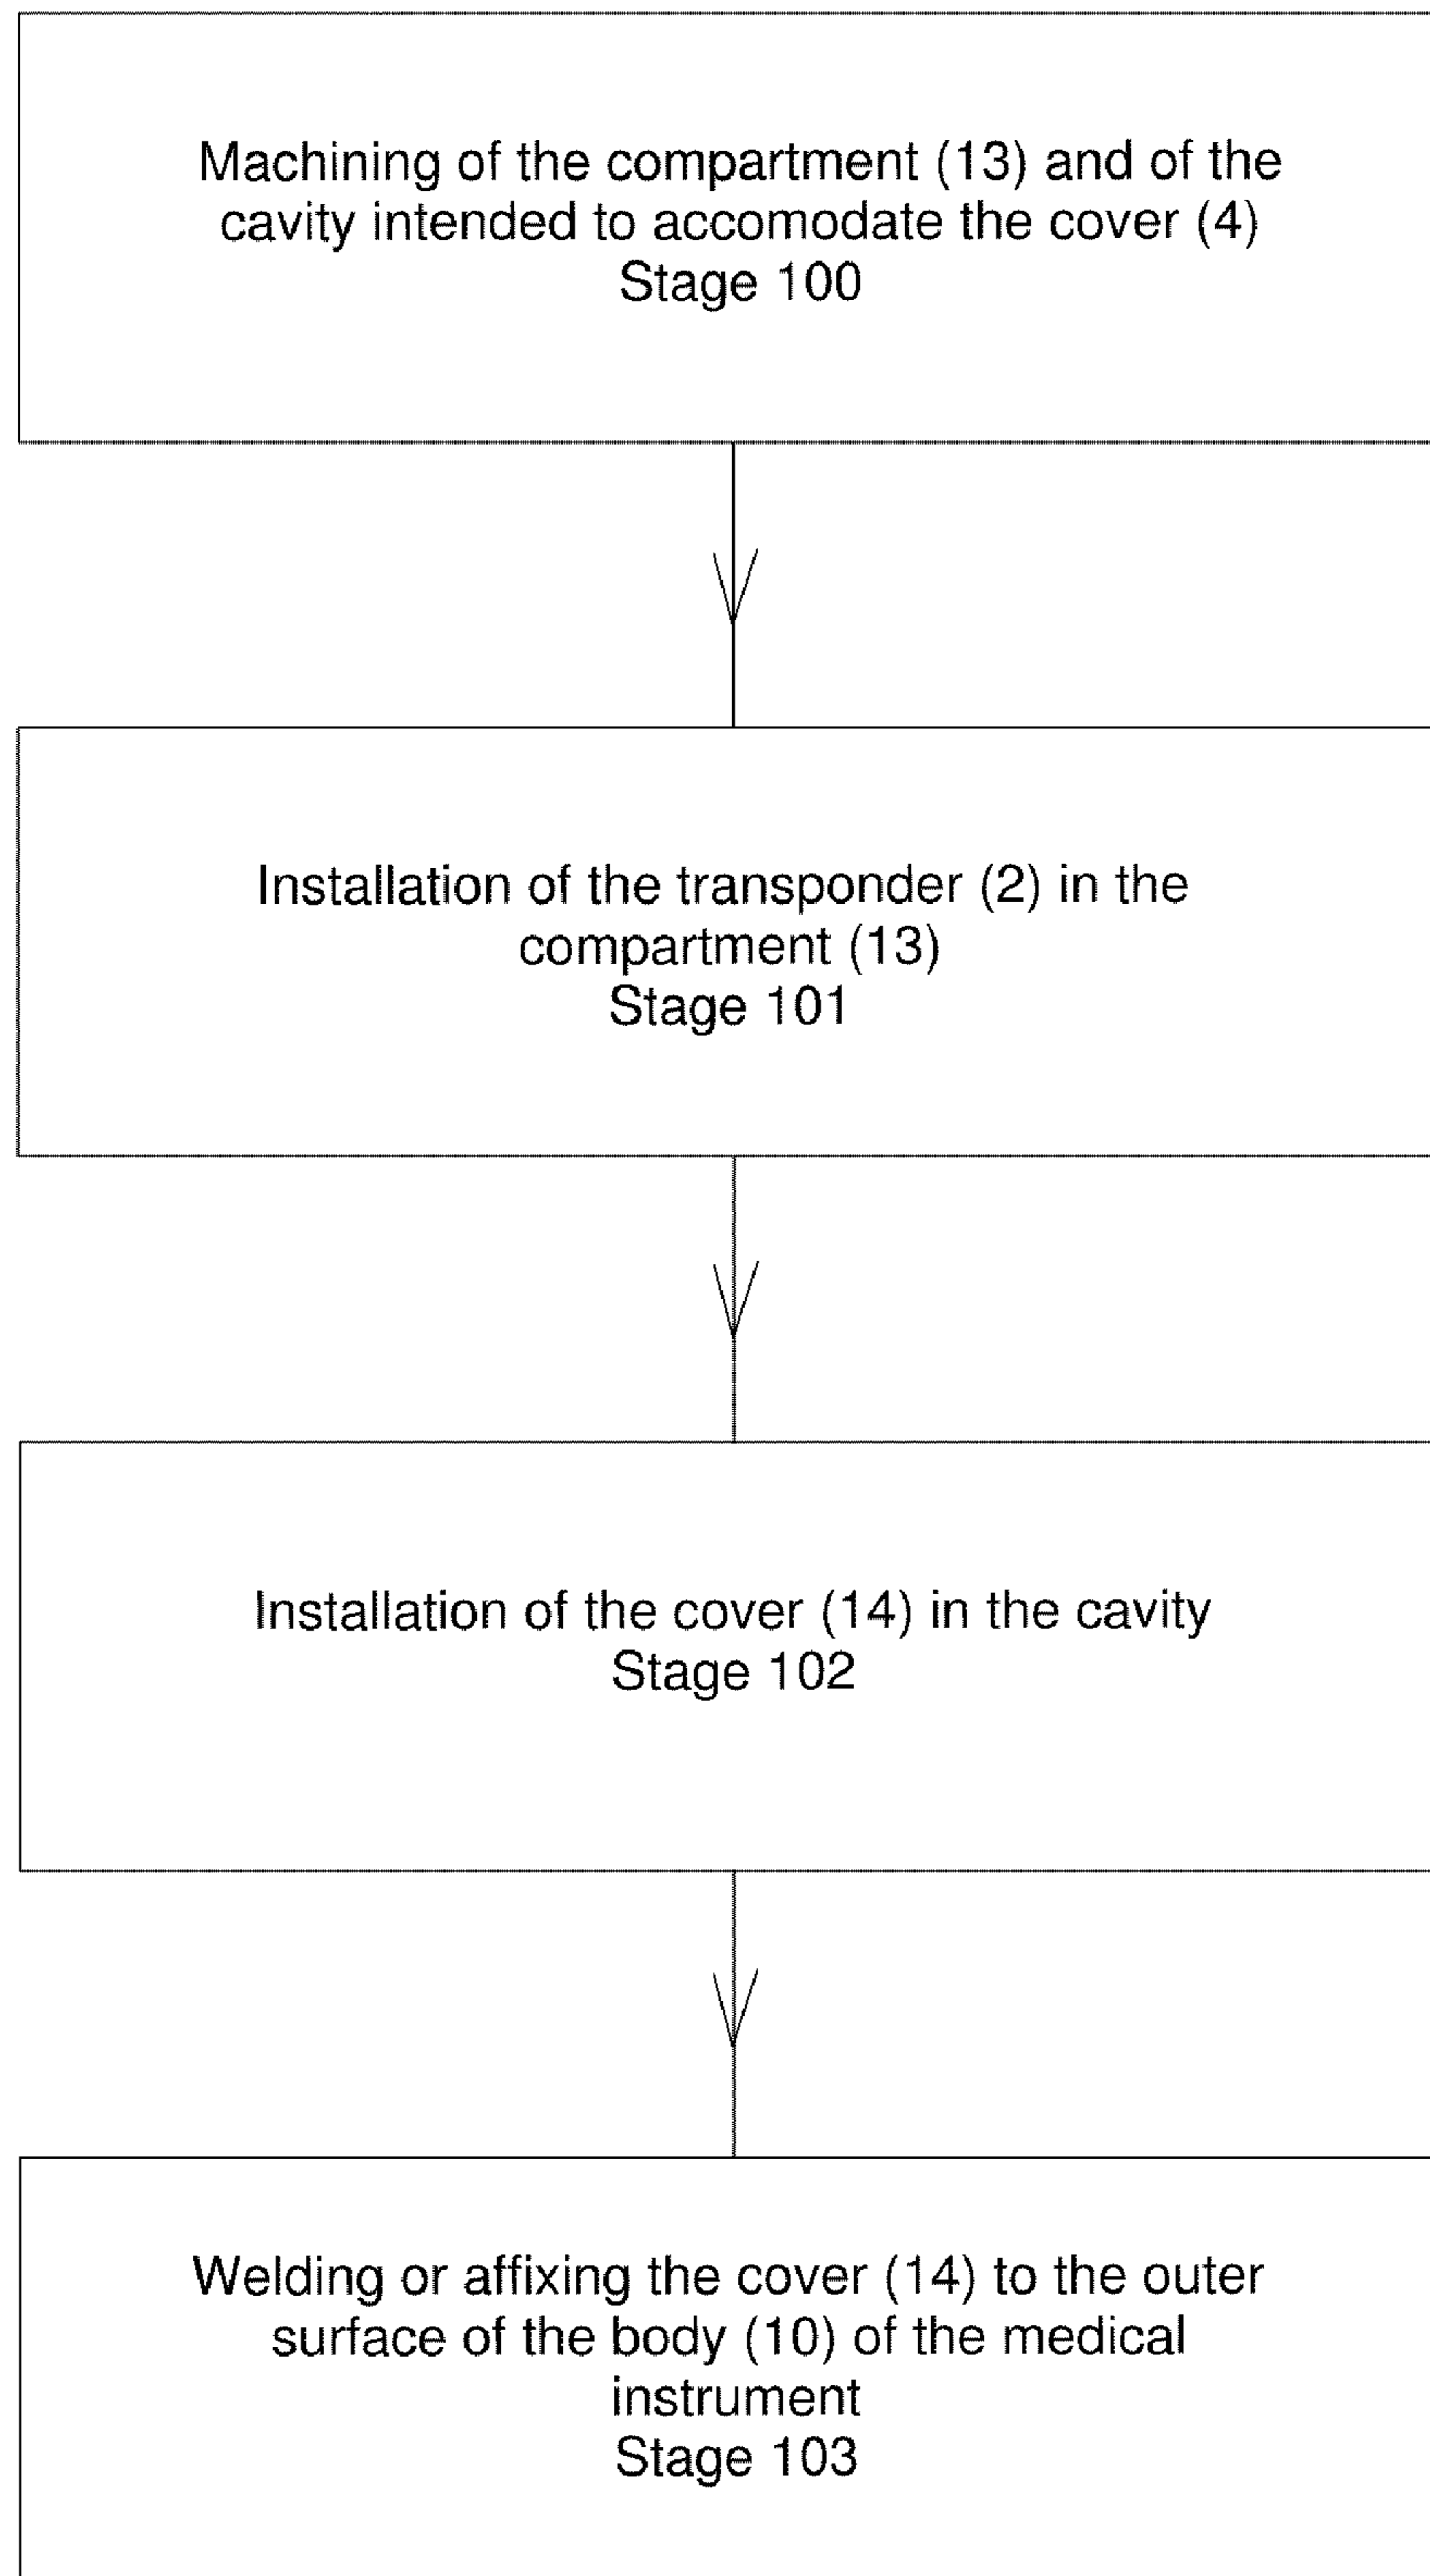 Machining of the compartment (13) and of the
cavity intended to accomodate the cover (4)
Stage 100
Installation of the transponder (2) in the
compartment (13)
Stage 101
Installation of the cover (14) in the cavity
Stage 102
Welding or affixing the cover (14) to the outer
surface of the body (10) of the medical
instrument
Stage 103